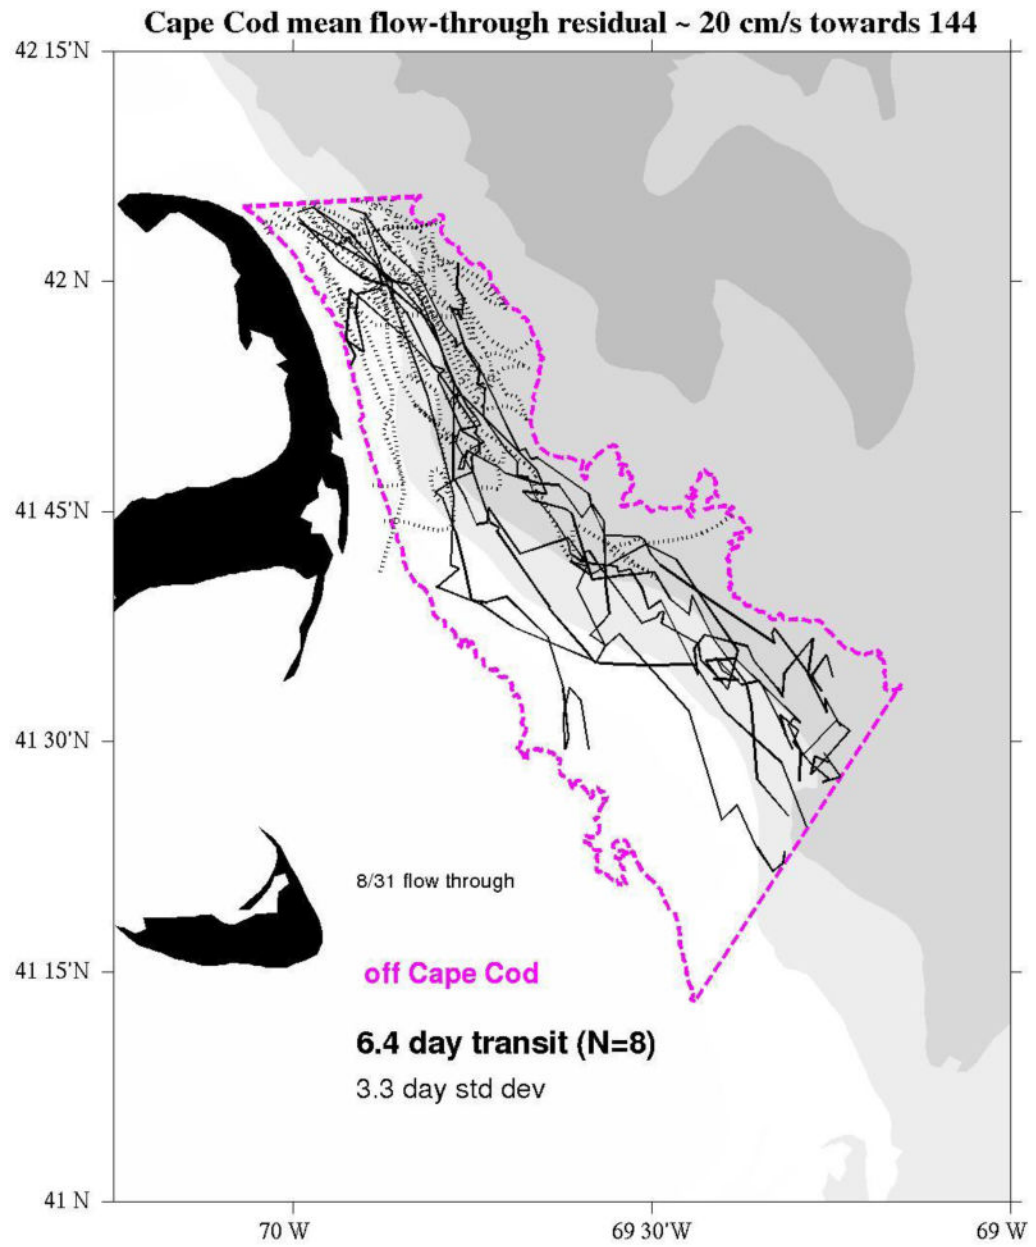 Cape Cod mean flow-through residual ~ 20 cm/s towards 144
42 15'N
42 N
41 45'N
41 30'N
8/31 flow through
41 15'N
off Cape Cod
6.4 day transit (N=8)
3.3 day std dev
41 N
70 W
69 30'W
69 W